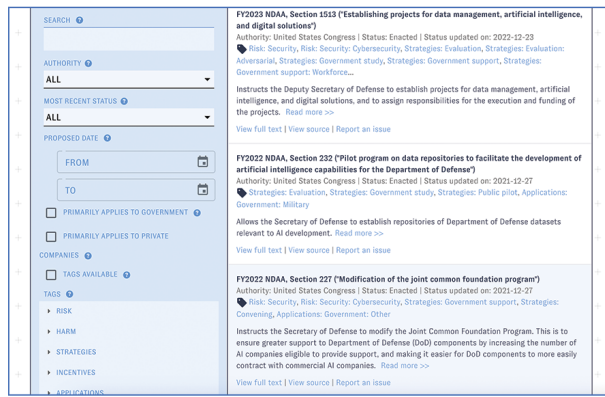 SEARCH
AUTHORITY
ALL
MOST RECENT STATUS
ALL
PROPOSED DATE
FROM
TO
PRIMARILY APPLIES TO GOVERNMENT
PRIMARILY APPLIES TO PRIVATE
COMPANIES
TAGS AVAILABLE
TAGS
RISK
HARM
STRATEGIES
INCENTIVES
APPLICATIONS
FY2023 NDAA, Section 1513 ("Establishing projects for data management, artificial intelligence,
and digital solutions")
Authority: United States Congress | Status: Enacted | Status updated on: 2022-12-23
Risk: Security, Risk: Security: Cybersecurity, Strategies: Evaluation, Strategies: Evaluation:
Adversarial, Strategies: Government study, Strategies: Government support, Strategies:
Government support: Workforce...
Instructs the Deputy Secretary of Defense to establish projects for data management, artificial
intelligence, and digital solutions, and to assign responsibilities for the execution and funding of
the projects. Read more >>
View full text | View source | Report an issue
FY2022 NDAA, Section 232 ("Pilot program on data repositories to facilitate the development of
artificial intelligence capabilities for the Department of Defense")
Authority: United States Congress | Status: Enacted | Status updated on: 2021-12-27
Strategies: Evaluation, Strategies: Government study, Strategies: Public pilot, Applications:
Government: Military
Allows the Secretary of Defense to establish repositories of Department of Defense datasets
relevant to AI development. Read more >>
View full text | View source | Report an issue
FY2022 NDAA, Section 227 ("Modification of the joint common foundation program")
Authority: United States Congress | Status: Enacted | Status updated on: 2021-12-27
Risk: Security, Risk: Security: Cybersecurity, Strategies: Government support, Strategies:
Convening, Applications: Government: Other
Instructs the Secretary of Defense to modify the Joint Common Foundation Program. This is to
ensure greater support to Department of Defense (DoD) components by increasing the number of
AI companies eligible to provide support, and making it easier for DoD components to more easily
contract with commercial AI companies. Read more >>
View full text | View source | Report an issue